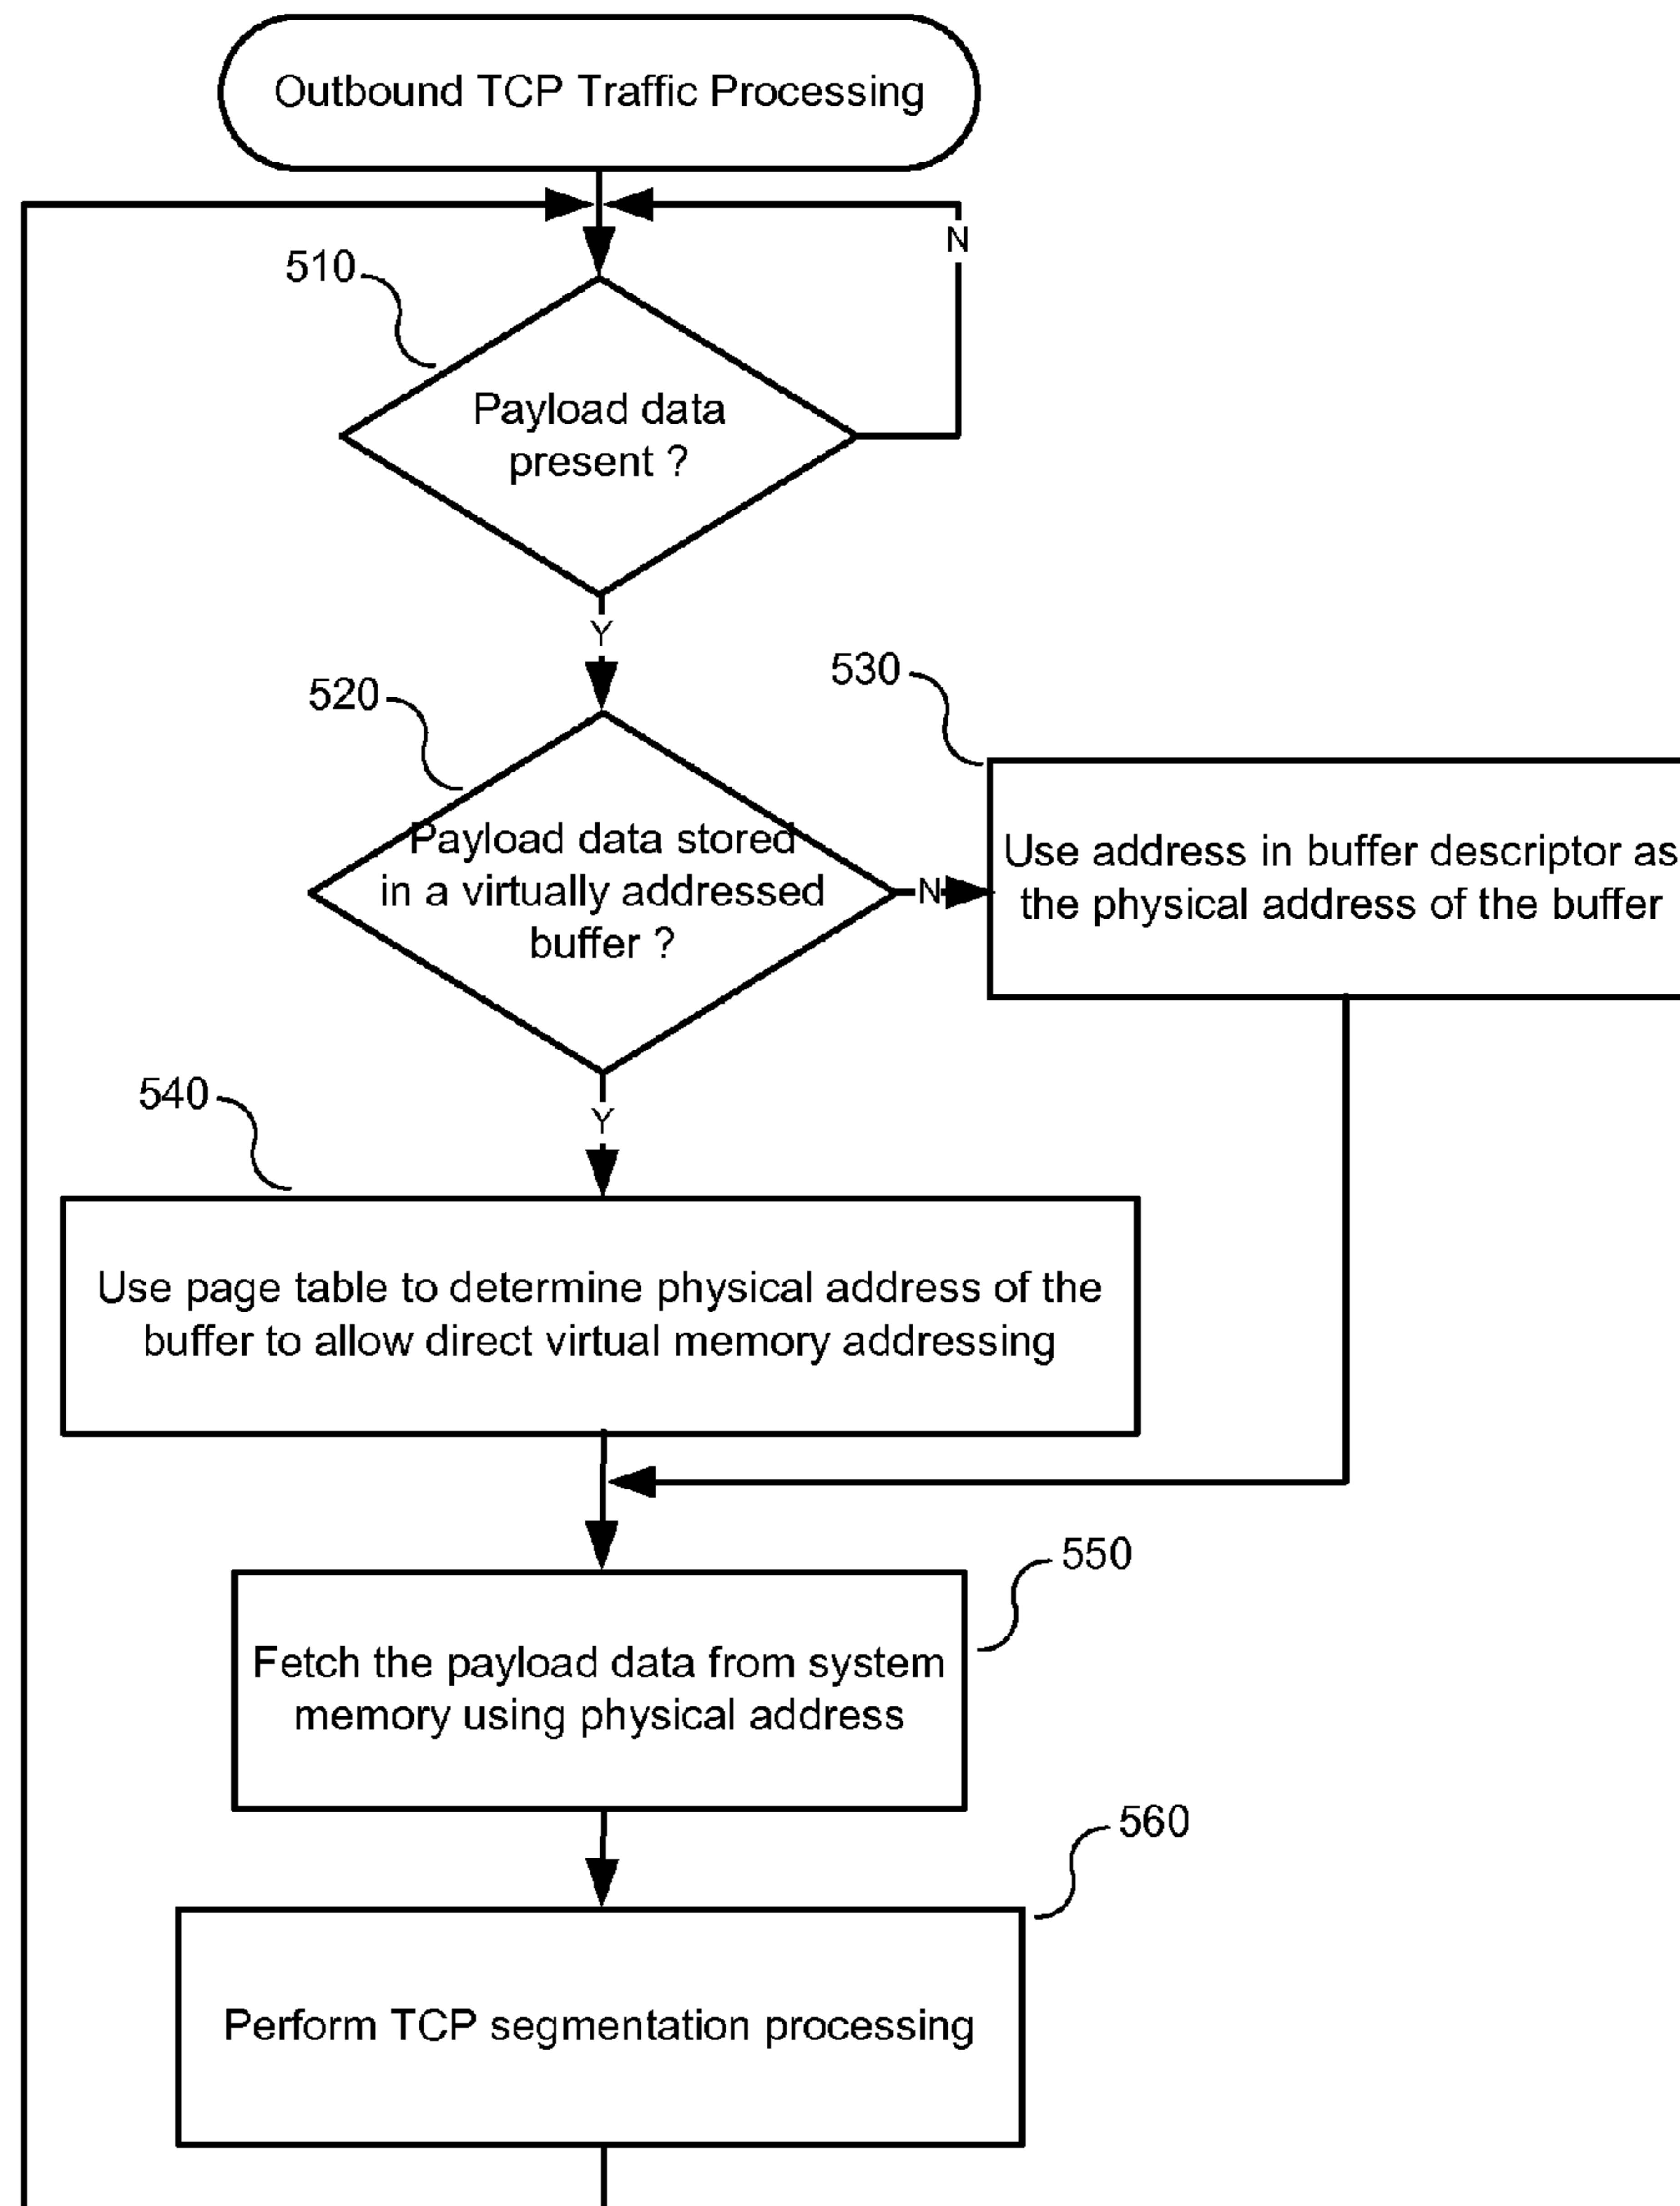 Outbound TCP Traffic Processing
N
510
Payload data
present ?
Y
520
530
Payload data stored
in a virtually addressed
buffer ?
N
Use address in buffer descriptor as
the physical address of the buffer
Y
540
Use page table to determine physical address of the
buffer to allow direct virtual memory addressing
550
Fetch the payload data from system
memory using physical address
560
Perform TCP segmentation processing